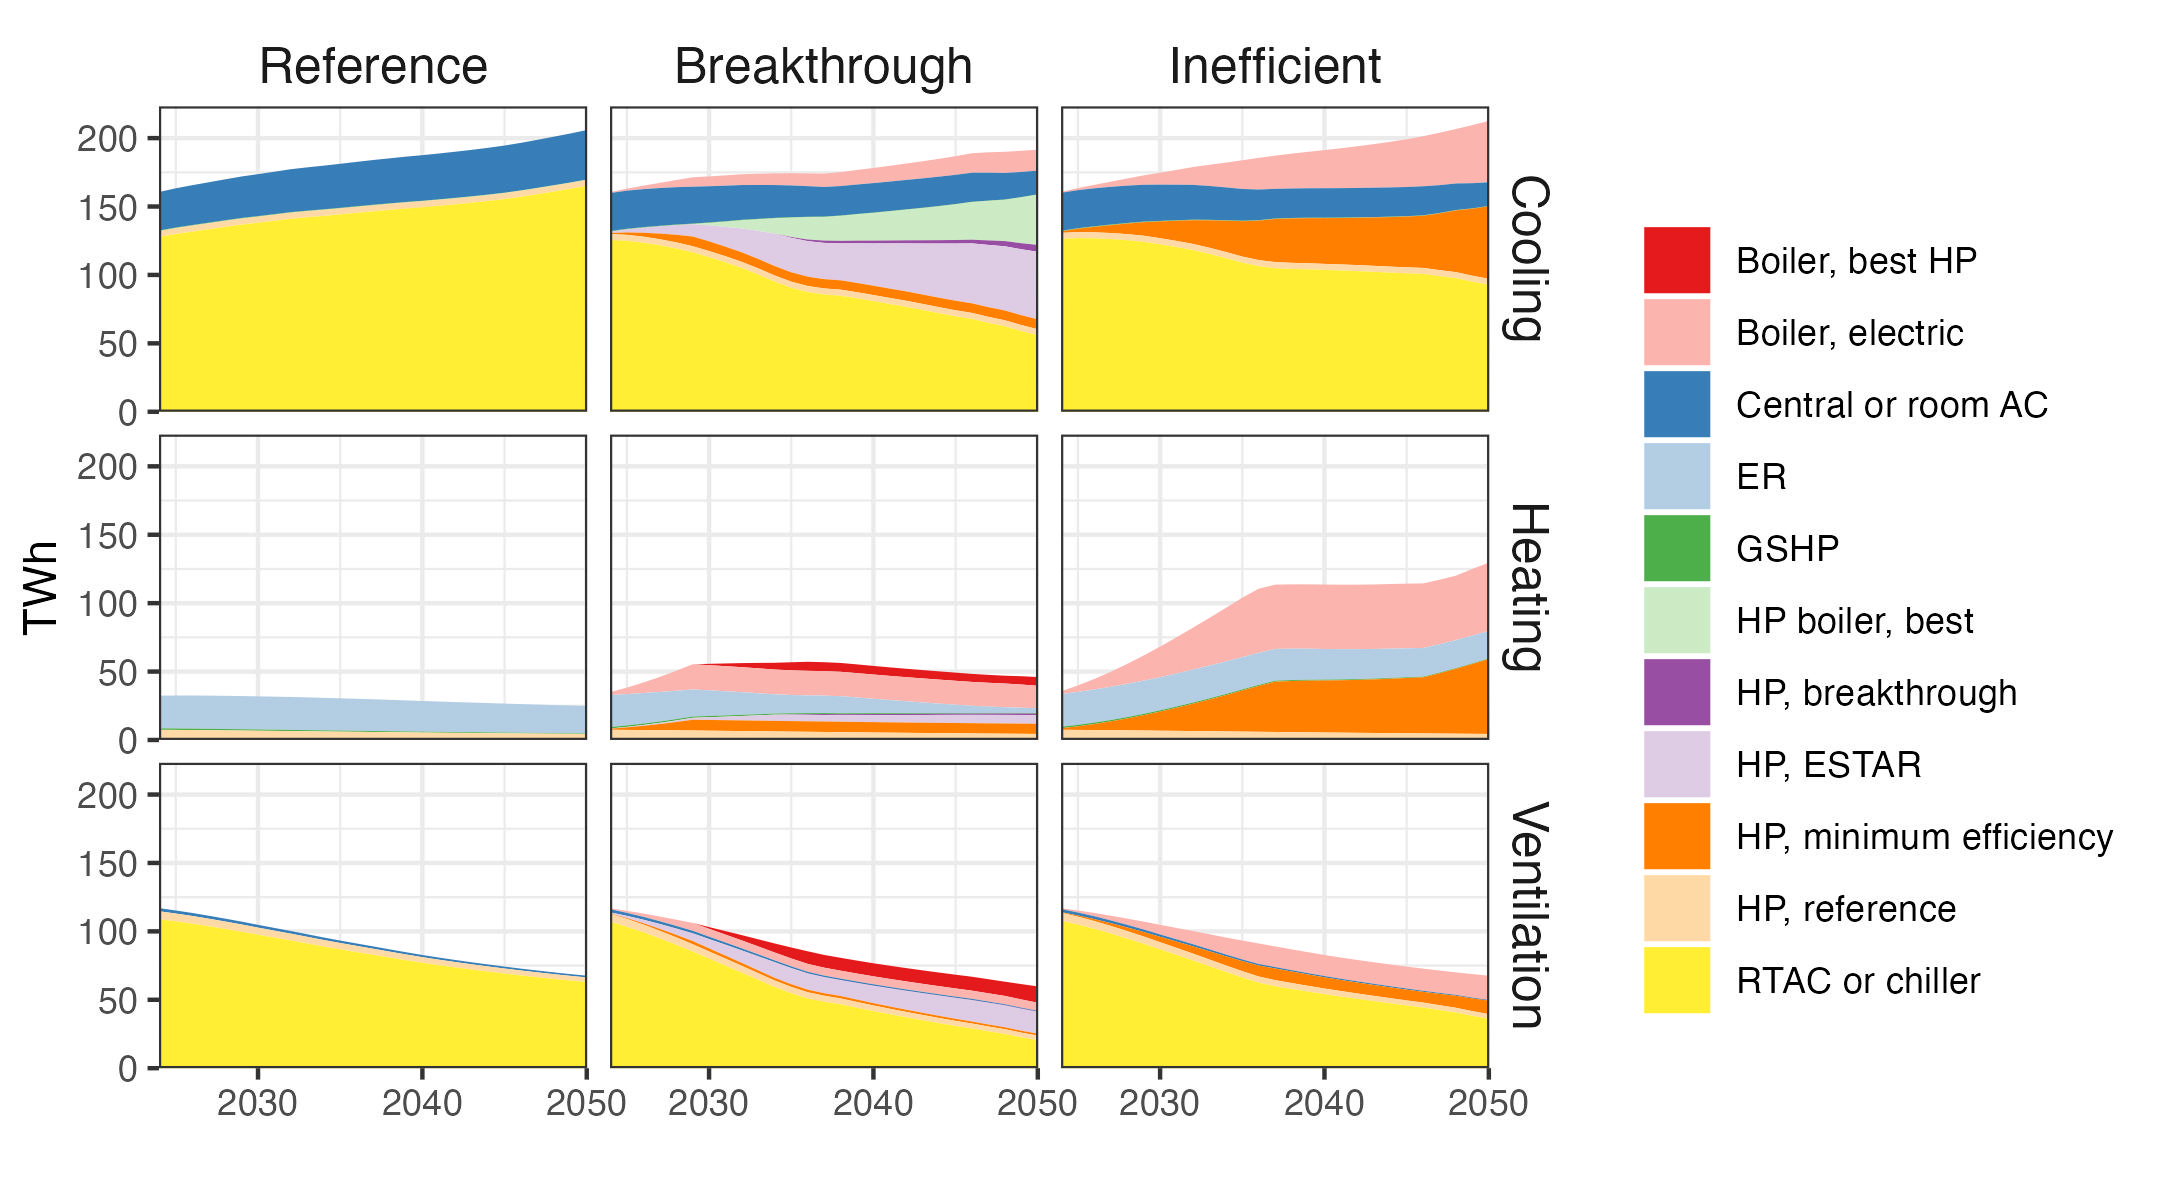 Reference
Breakthrough
Inefficient
200
150
100
50
0
Cooling
200
150
100
50
0
Heating
200
150
100
50
0
Ventilation
TWh
2030
2040
2050
2030
2040
2050
2030
2040
2050
Boiler, best HP
Boiler, electric
Central or room AC
ER
GSHP
HP boiler, best
HP, breakthrough
HP, ESTAR
HP, minimum efficiency
HP, reference
RTAC or chiller